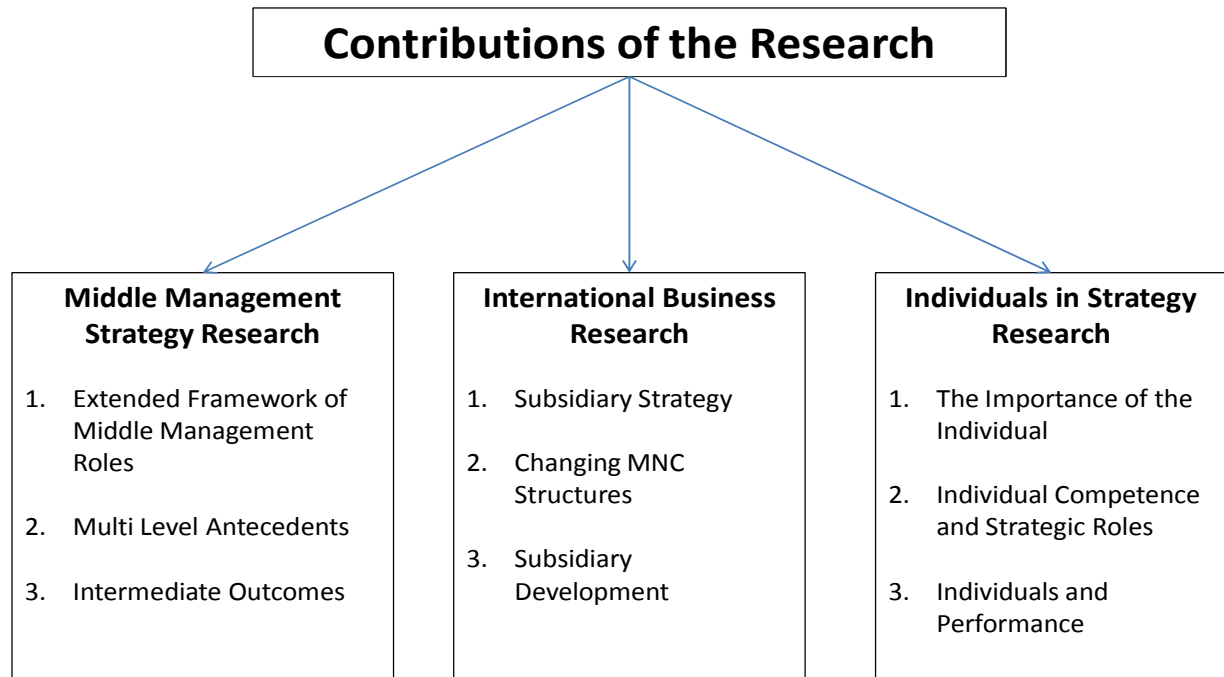 Contributions of the Research
Middle Management
Strategy Research
1. Extended Framework of
Middle Management
Roles
2. Multi Level Antecedents
3. Intermediate Outcomes
International Business
Research
1. Subsidiary Strategy
2. Changing MNC
Structures
3. Subsidiary
Development
Individuals in Strategy
Research
1. The Importance of the
Individual
2. Individual Competence
and Strategic Roles
3. Individuals and
Performance